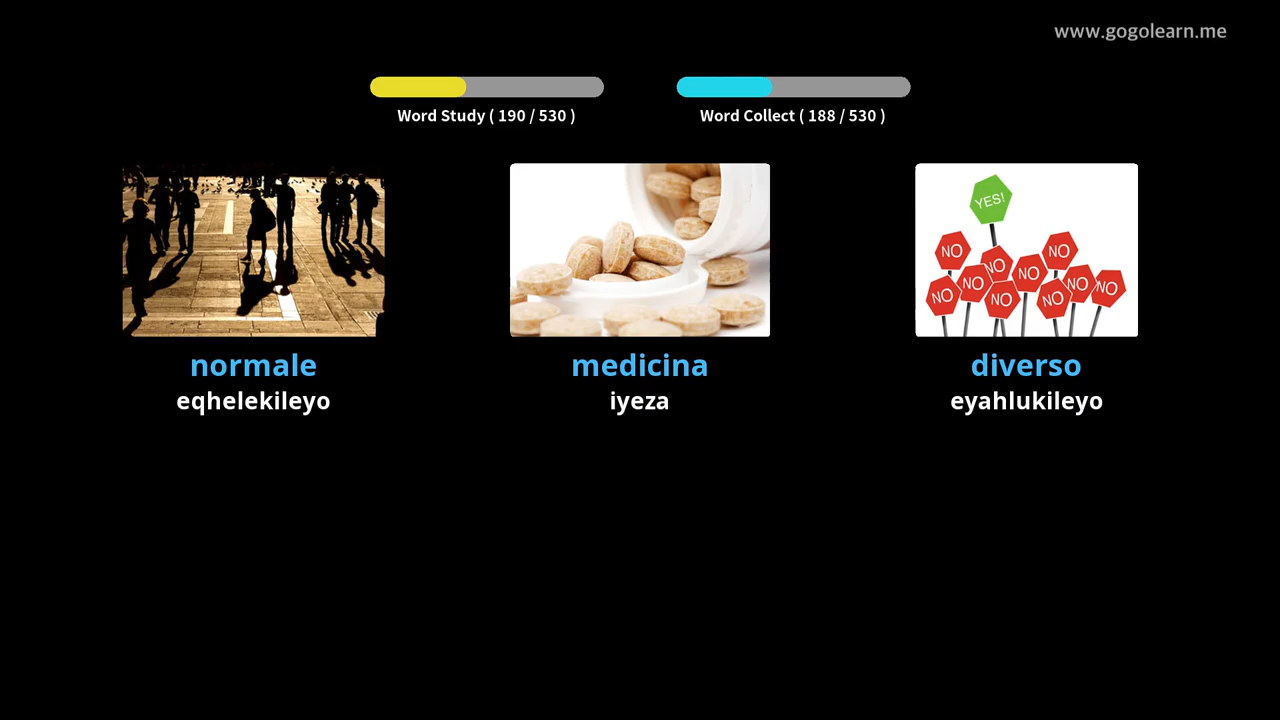 www.gogolearn.me
Word Study ( 190 / 530 )
Word Collect ( 188 / 530 )
YES!
NO
NO
NO
NO
NO
NO
NO
NO
NO
NO
normale
medicina
diverso
eqhelekileyo
iyeza
eyahlukileyo